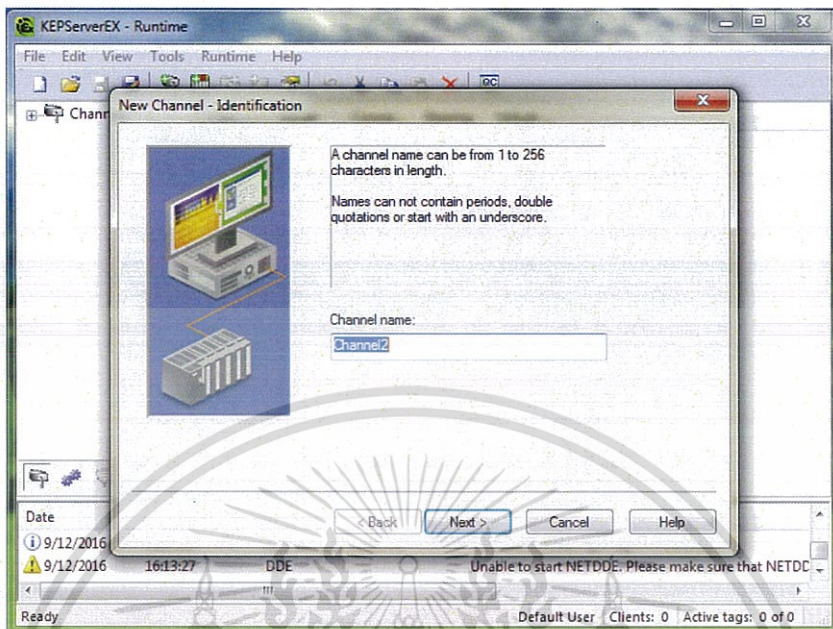 KEPServerEX - Runtime
File Edit View Tools Runtime Help
New Channel - Identification
A channel name can be from 1 to 256
characters in length.
Names can not contain periods, double
quotations or start with an underscore.
Channel name:
Channel2
< Back Next > Cancel Help
Date
9/12/2016
9/12/2016 16:13:27 DDE Unable to start NETDDE. Please make sure that NETDD
Ready Default User Clients: 0 Active tags: 0 of 0